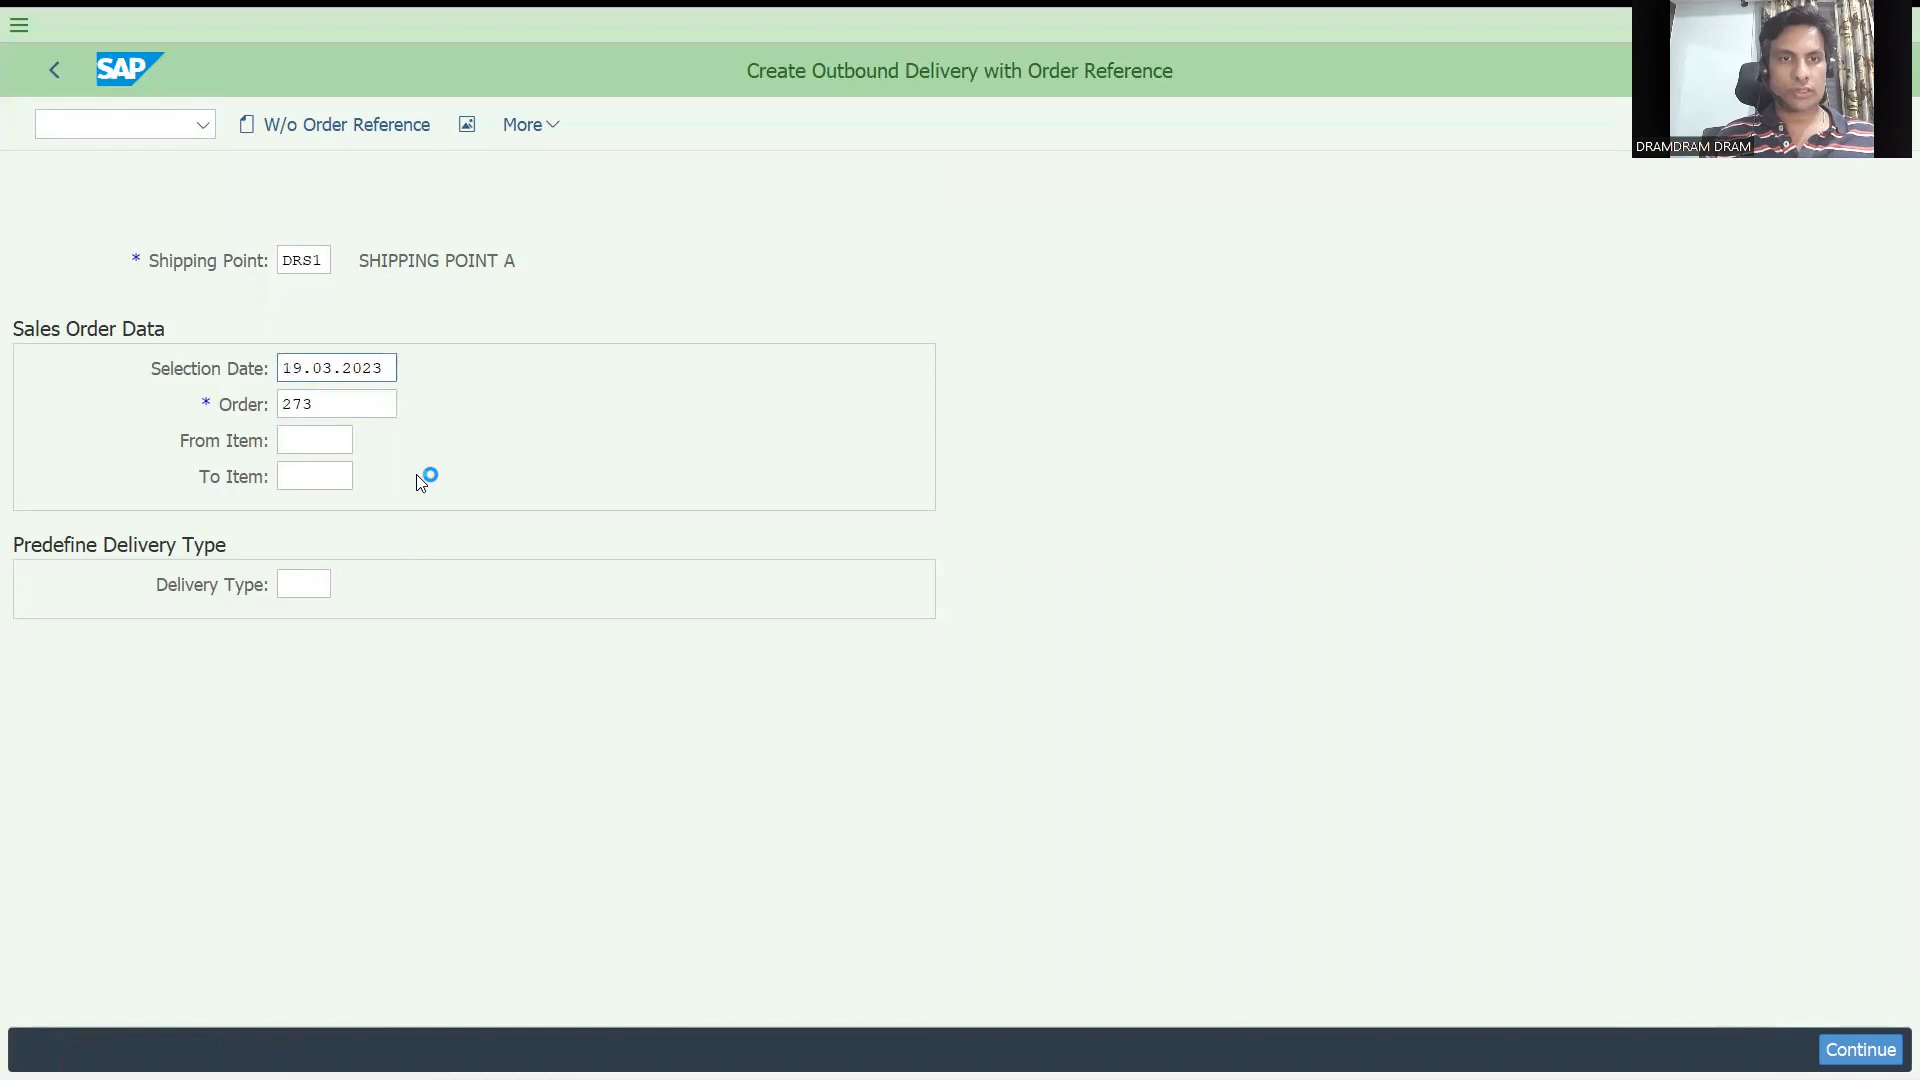 SAP
Create Outbound Delivery with Order Reference
W/o Order Reference
More
DRAMDRAM DRAM
* Shipping Point: DRS1 SHIPPING POINT A
Sales Order Data
Selection Date: 19.03.2023
* Order: 273
From Item:
To Item:
Predefine Delivery Type
Delivery Type:
Continue